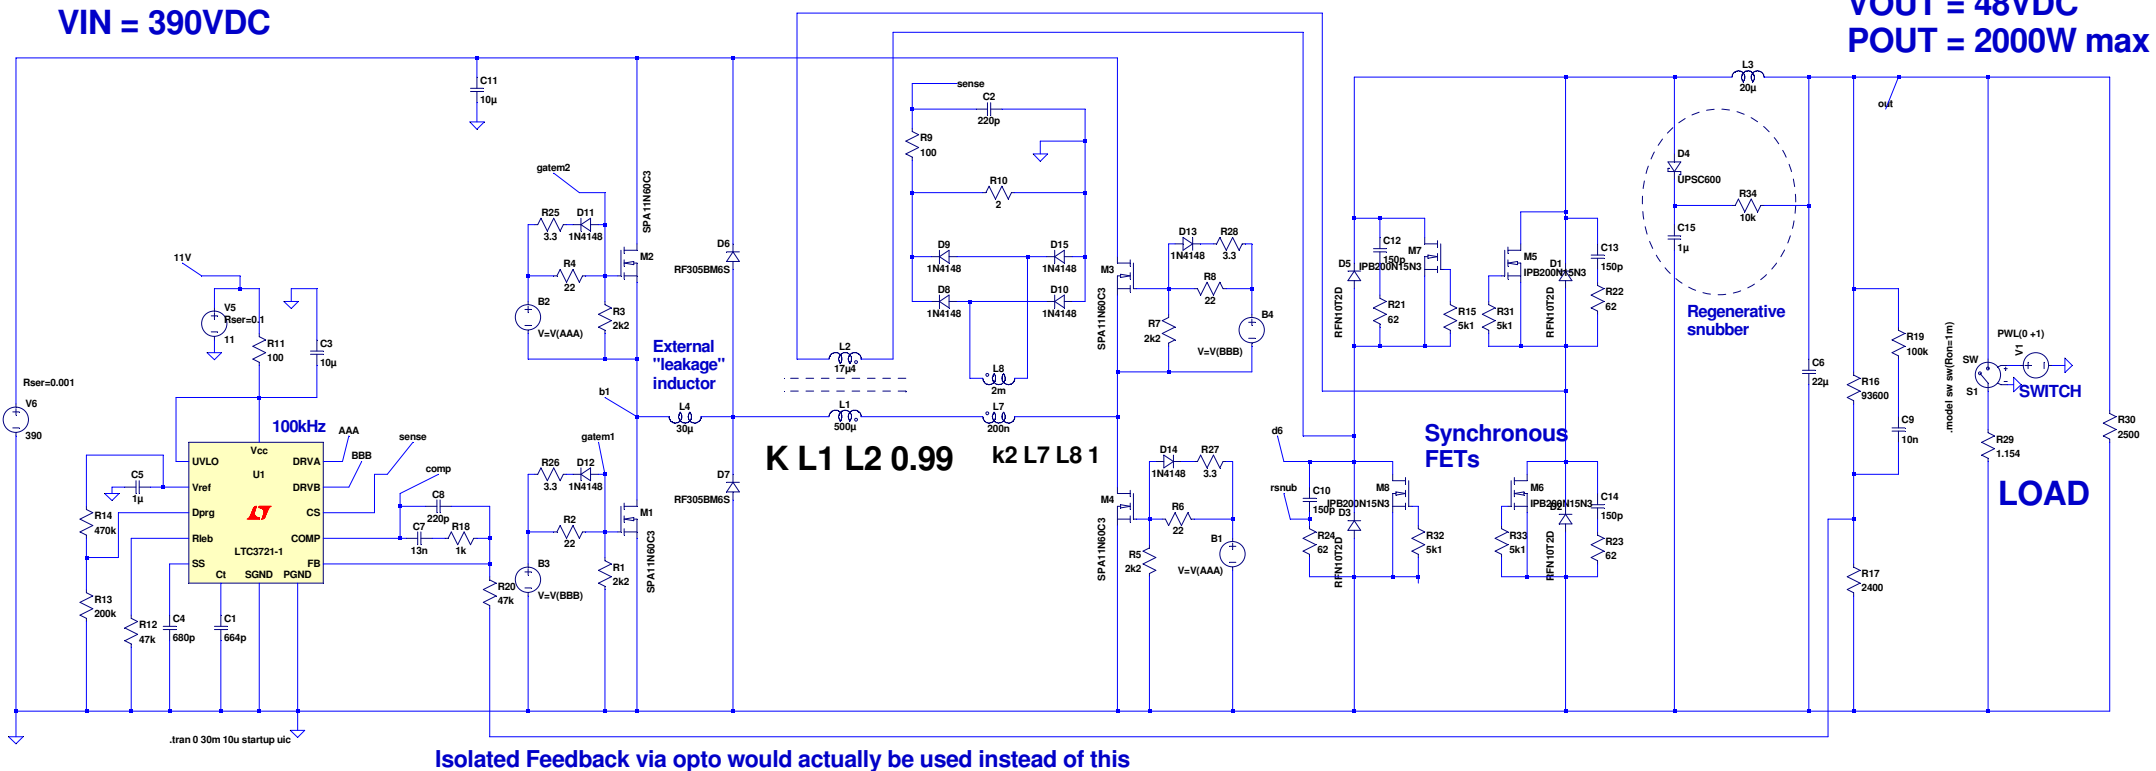 VIN = 390VDC
VOUT = 48VDC
POUT = 2000W max
C11
10µ
sense
C2
220p
R9
100
R10
2
D9
1N4148
D15
1N4148
D8
1N4148
D10
1N4148
L3
20µ
out
D4
UPSC600
R34
10k
C15
1µ
Regenerative
snubber
gatem2
R25
3.3
D11
1N4148
SPA11N60C3
M2
R4
22
B2
V=V(AAA)
R3
2k2
D6
RF305BM6S
External
"leakage"
inductor
b1
L4
30µ
L2
17µ4
L1
500µ
L8
2m
L7
200n
K L1 L2 0.99
k2 L7 L8 1
D13
1N4148
R28
3.3
M3
SPA11N60C3
R8
22
R7
2k2
B4
V=V(BBB)
D5
RFN10T2D
C12
150p
M7
IPB200N15N3
R21
62
R15
5k1
R31
5k1
M5
IPB200N15N3
D1
RFN10T2D
C13
150p
R22
62
11V
V5
Rser=0.1
11
R11
100
C3
10µ
Rser=0.001
V6
390
100kHz
AAA
BBB
sense
comp
Vcc
U1
UVLO
Vref
Dprg
Rleb
SS
Ct
SGND
PGND
DRVA
DRVB
CS
COMP
FB
LTC3721-1
C5
1µ
R14
470k
R13
200k
R12
47k
C4
680p
C1
664p
C8
220p
C7
13n
R18
1k
R20
47k
gatem1
R26
3.3
D12
1N4148
M1
SPA11N60C3
R2
22
B3
V=V(BBB)
R1
2k2
D7
RF305BM6S
D14
1N4148
R27
3.3
M4
SPA11N60C3
R6
22
R5
2k2
B1
V=V(AAA)
d6
rsnub
Synchronous
FETs
C10
150p
M8
IPB200N15N3
D3
RFN10T2D
R24
62
R32
5k1
R33
5k1
M6
IPB200N15N3
D2
RFN10T2D
C14
150p
R23
62
C6
22µ
R16
93600
R19
100k
C9
10n
R17
2400
.model sw sw(Ron=1m)
PWL(0 +1)
V1
SW
S1
SWITCH
R29
1.154
R30
2500
LOAD
.tran 0 30m 10u startup uic
Isolated Feedback via opto would actually be used instead of this